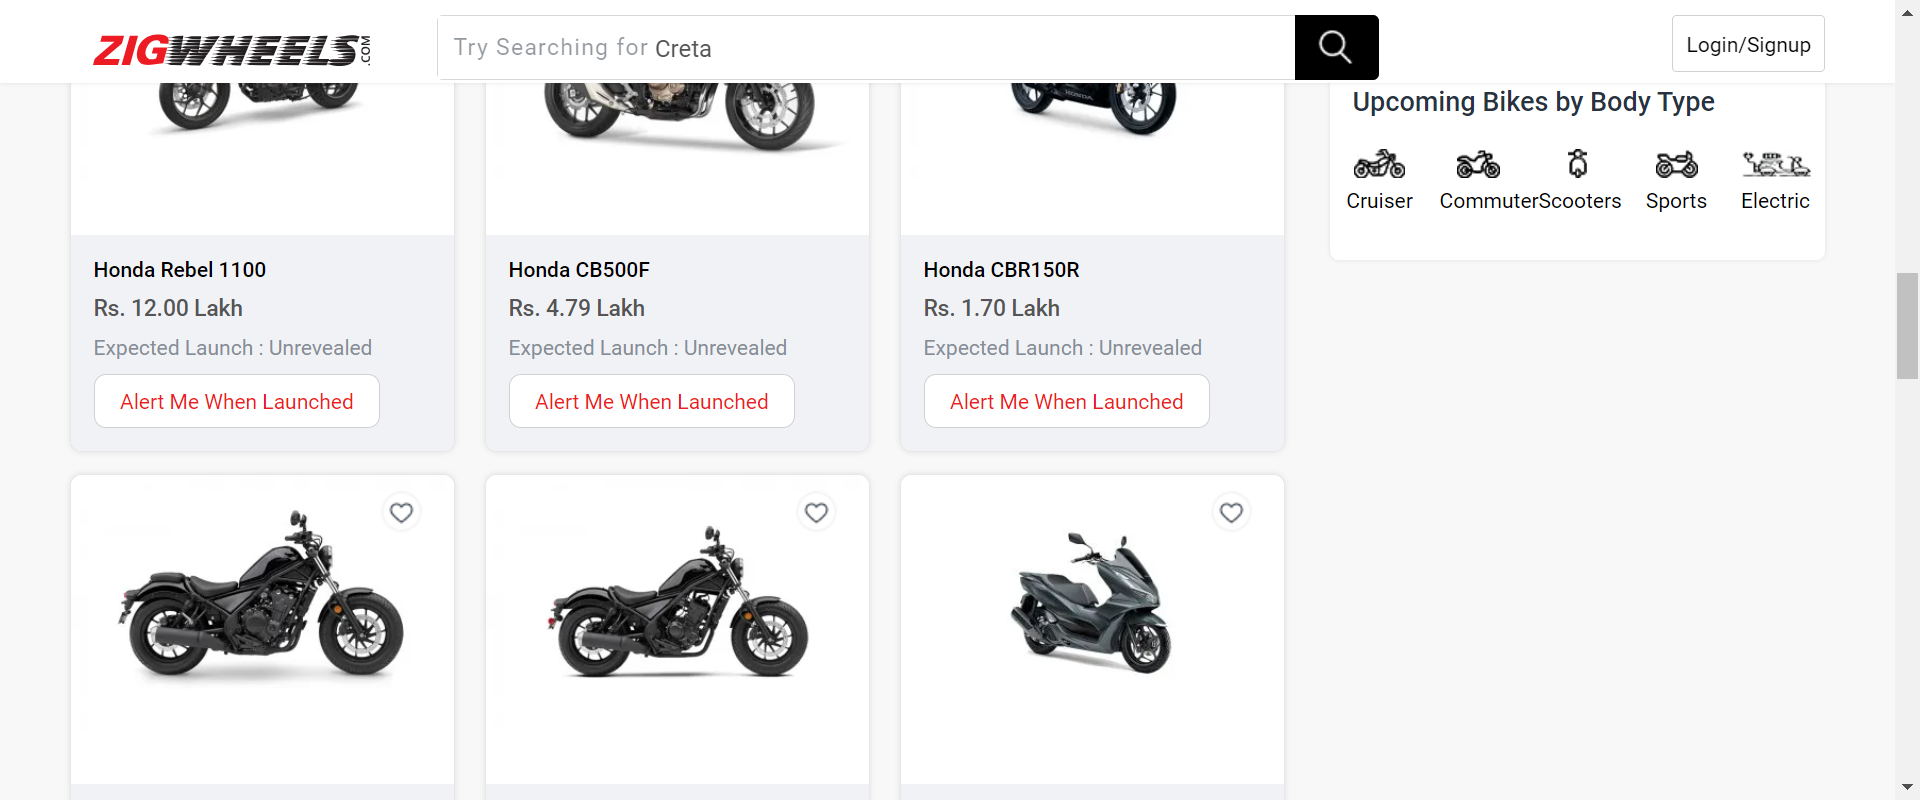 ZIGWHEELS.COM
Try Searching for Creta
Login/Signup
HONDA
Upcoming Bikes by Body Type
Cruiser
Commuter
Scooters
Sports
Electric
Honda Rebel 1100
Rs. 12.00 Lakh
Expected Launch : Unrevealed
Alert Me When Launched
Honda CB500F
Rs. 4.79 Lakh
Expected Launch : Unrevealed
Alert Me When Launched
Honda CBR150R
Rs. 1.70 Lakh
Expected Launch : Unrevealed
Alert Me When Launched